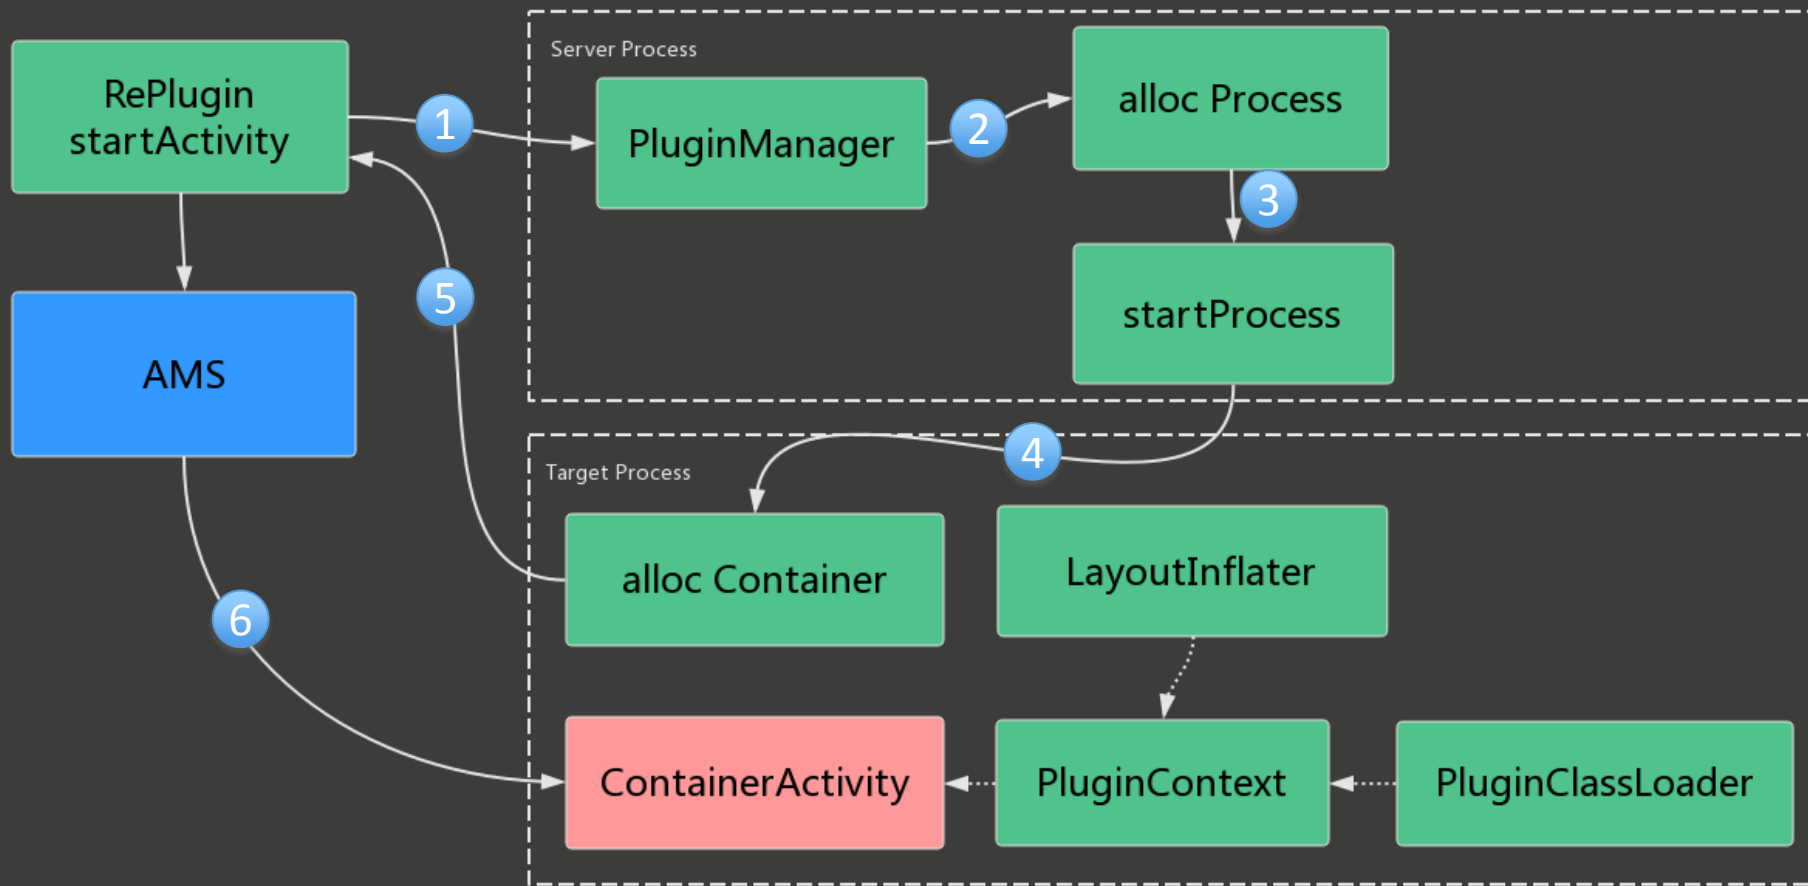 RePlugin
startActivity
1
Server Process
PluginManager
2
alloc Process
3
startProcess
AMS
5
4
Target Process
alloc Container
LayoutInflater
6
ContainerActivity
PluginContext
PluginClassLoader